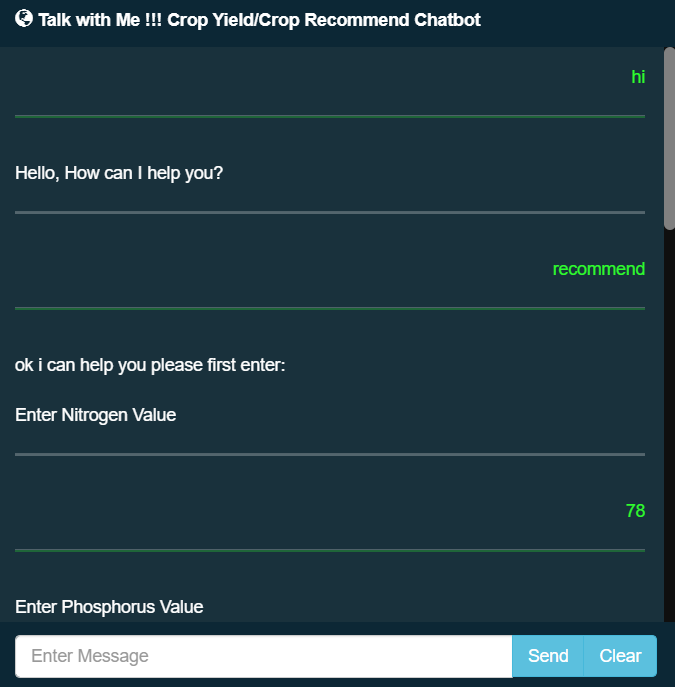 Talk with Me !!! Crop Yield/Crop Recommend Chatbot
hi
Hello, How can I help you?
recommend
ok i can help you please first enter:
Enter Nitrogen Value
78
Enter Phosphorus Value
Enter Message
Send
Clear